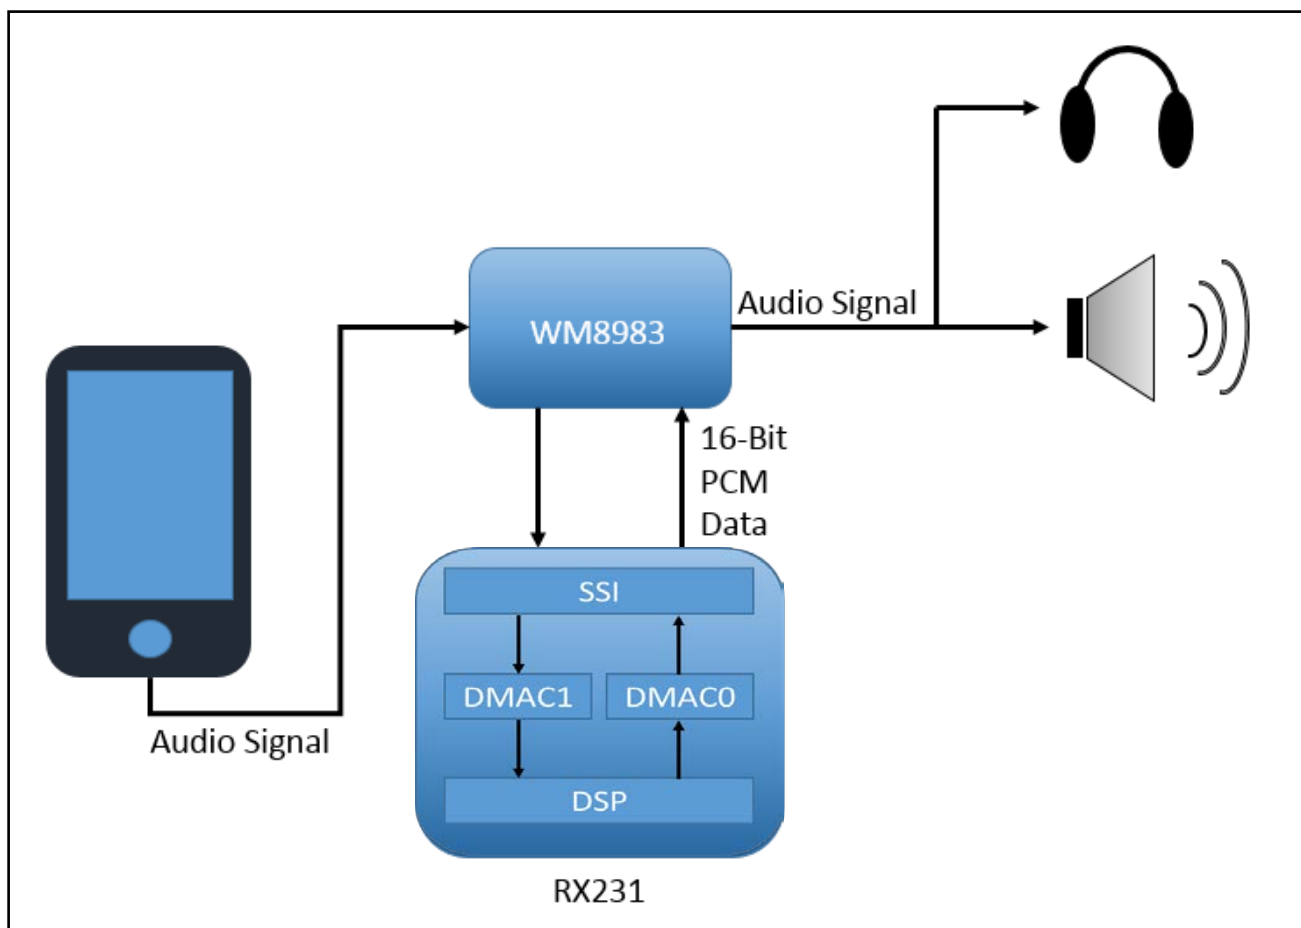 Audio Signal
WM8983
16-Bit
PCM
Data
SSI
DMAC1
DMAC0
DSP
Audio Signal
RX231